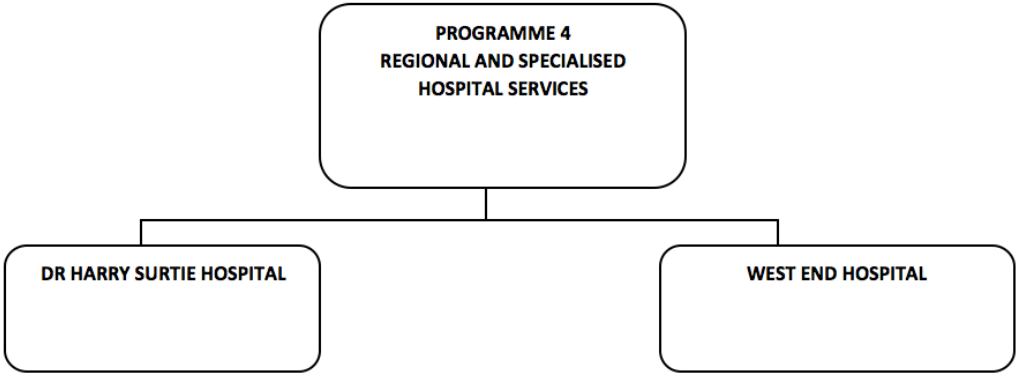 PROGRAMME 4
REGIONAL AND SPECIALISED
HOSPITAL SERVICES
DR HARRY SURTIE HOSPITAL
WEST END HOSPITAL